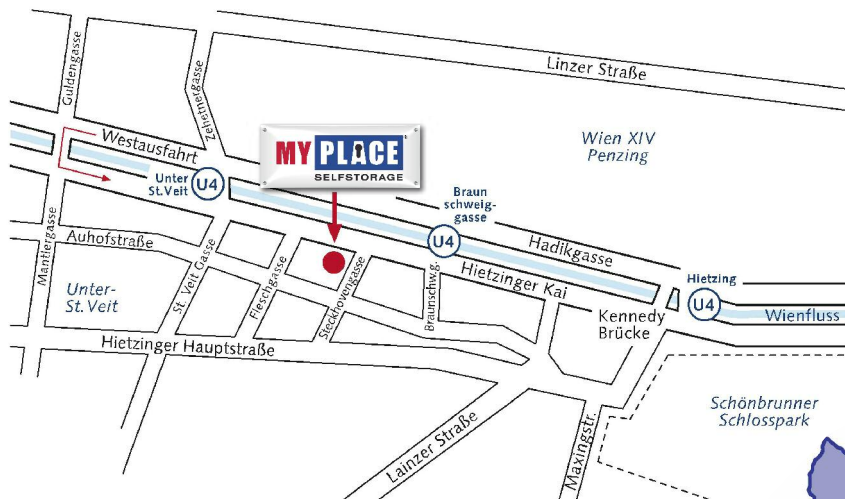 Linzer Straße
Guldengasse
Zehetnergasse
Westausfahrt
MY PLACE
SELFSTORAGE
Wien XIV
Penzing
Unter
St. Veit
U4
Braun
schweig-
gasse
U4
Hadikgasse
Hietzing
U4
Auhofstraße
Mantlergasse
St. Veit Gasse
Fleschgasse
Steckhovengasse
Braunschw.g.
Hietzinger Kai
Kennedy
Brücke
Wienfluss
Unter-
St. Veit
Hietzinger Hauptstraße
Lainzer Straße
Maxingstr.
Schönbrunner
Schlosspark